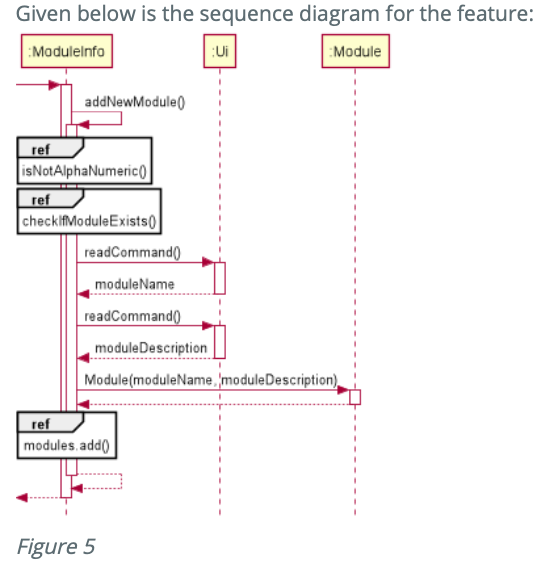 Given below is the sequence diagram for the feature:
:ModuleInfo :Ui :Module
addNewModule()
ref
isNotAlphaNumeric()
ref
checkIfModuleExists()
readCommand()
moduleName
readCommand()
moduleDescription
Module(moduleName, moduleDescription)
ref
modules.add()
Figure 5